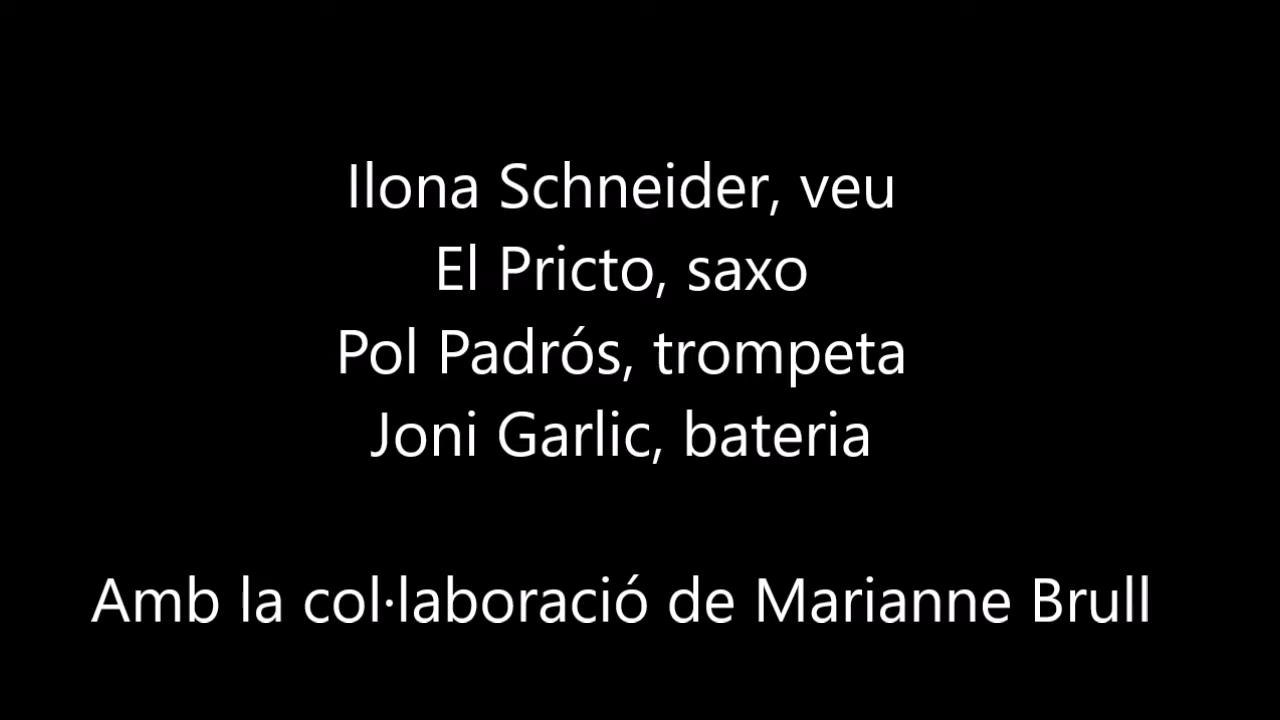 Ilona Schneider, veu
El Pricto, saxo
Pol Padrós, trompeta
Joni Garlic, bateria
Amb la col·laboració de Marianne Brull